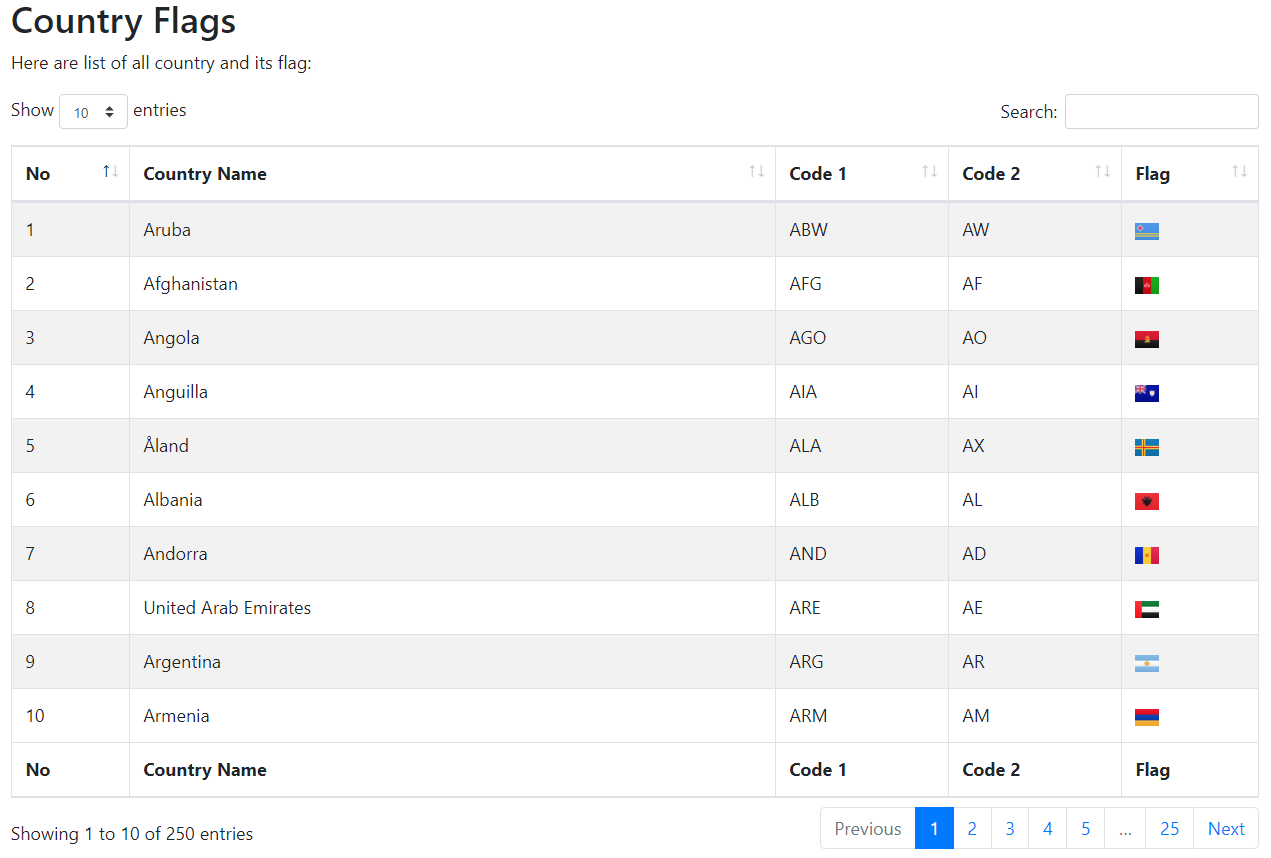 Country Flags
Here are list of all country and its flag:
Show 10 entries Search:
No Country Name Code 1 Code 2 Flag
1 Aruba ABW AW
2 Afghanistan AFG AF
3 Angola AGO AO
4 Anguilla AIA AI
5 Åland ALA AX
6 Albania ALB AL
7 Andorra AND AD
8 United Arab Emirates ARE AE
9 Argentina ARG AR
10 Armenia ARM AM
No Country Name Code 1 Code 2 Flag
Showing 1 to 10 of 250 entries Previous 1 2 3 4 5 ... 25 Next